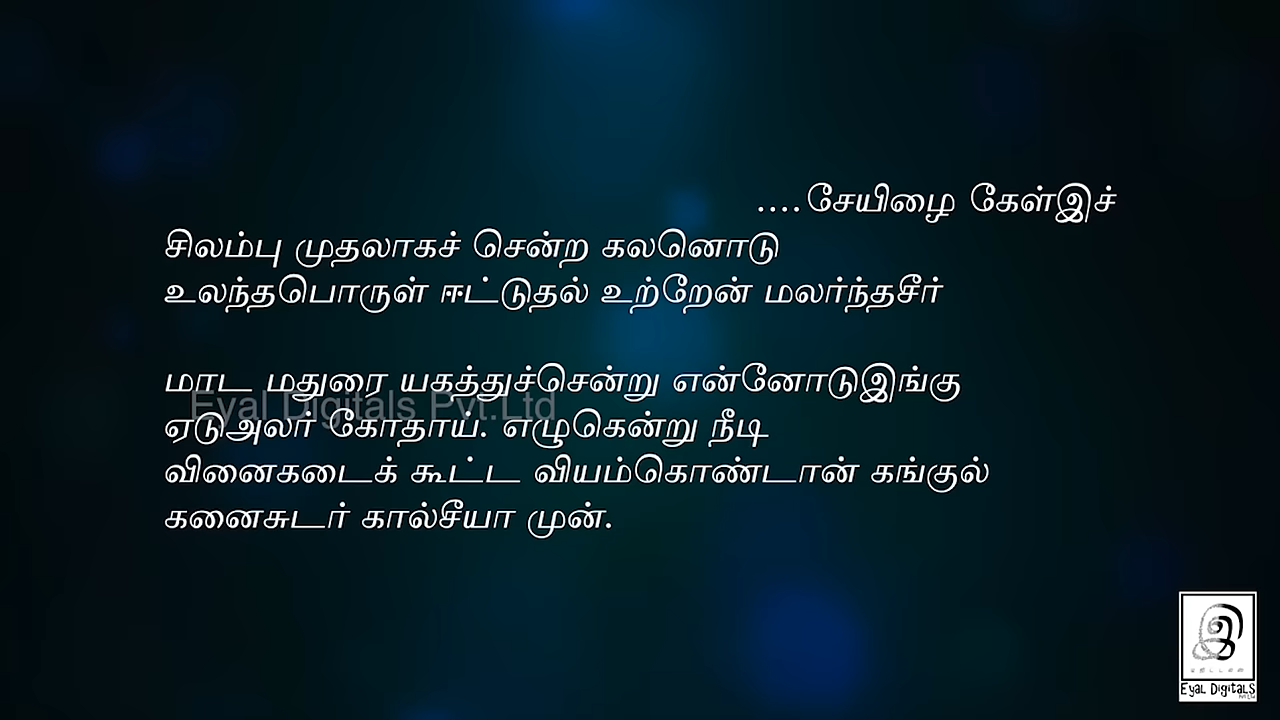 ....சேயிழை கேள்இச்
சிலம்பு முதலாகச் சென்ற கலனொடு
உலந்தபொருள் ஈட்டுதல் உற்றேன் மலர்ந்தசீர்
மாட மதுரை யகத்துச்சென்று என்னோடுஇங்கு
Eyal Digitals Pvt.Ltd
ஏடுஅலர் கோதாய். எழுகென்று நீடி
வினைகடைக் கூட்ட வியம்கொண்டான் கங்குல்
கனைசுடர் கால்சீயா முன்.
Eyal Digitals